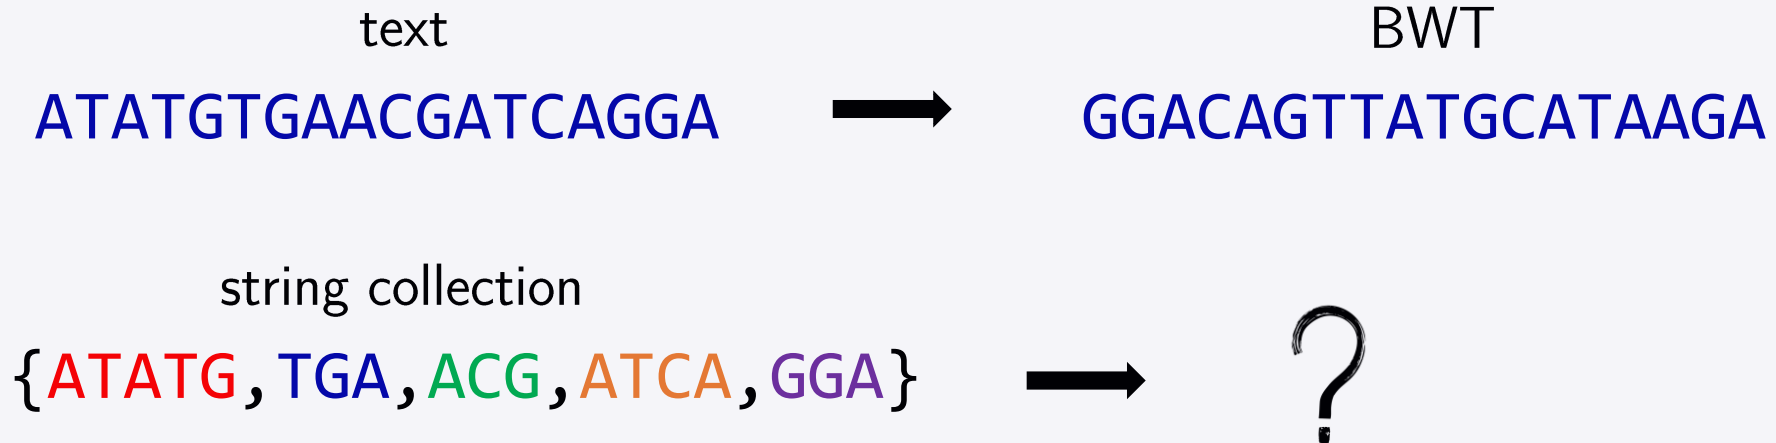 text BWT
ATATGTGAACGATCAGGA GGACAGTTATGCATAAGA
string collection
{ATATG,TGA,ACG,ATCA,GGA} ?